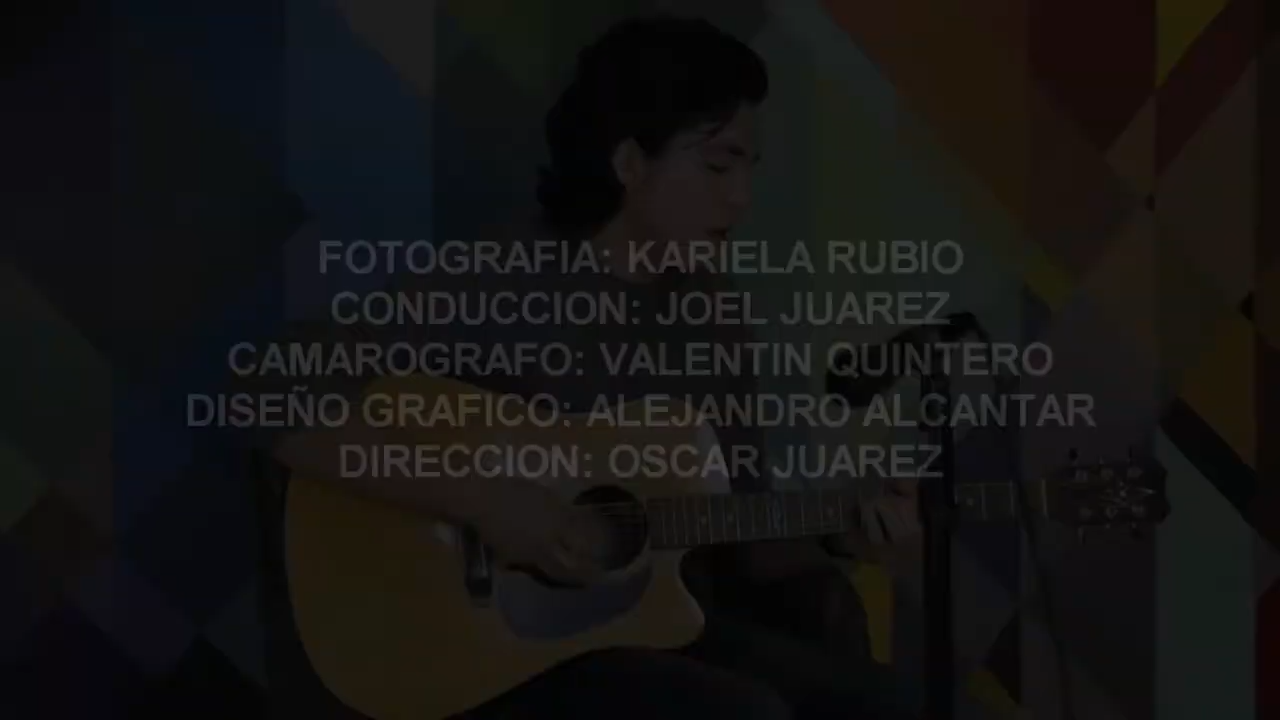 FOTOGRAFIA: KARIELA RUBIO
CONDUCCION: JOEL JUAREZ
CAMAROGRAFO: VALENTIN QUINTERO
DISEÑO GRAFICO: ALEJANDRO ALCANTAR
DIRECCION: OSCAR JUAREZ